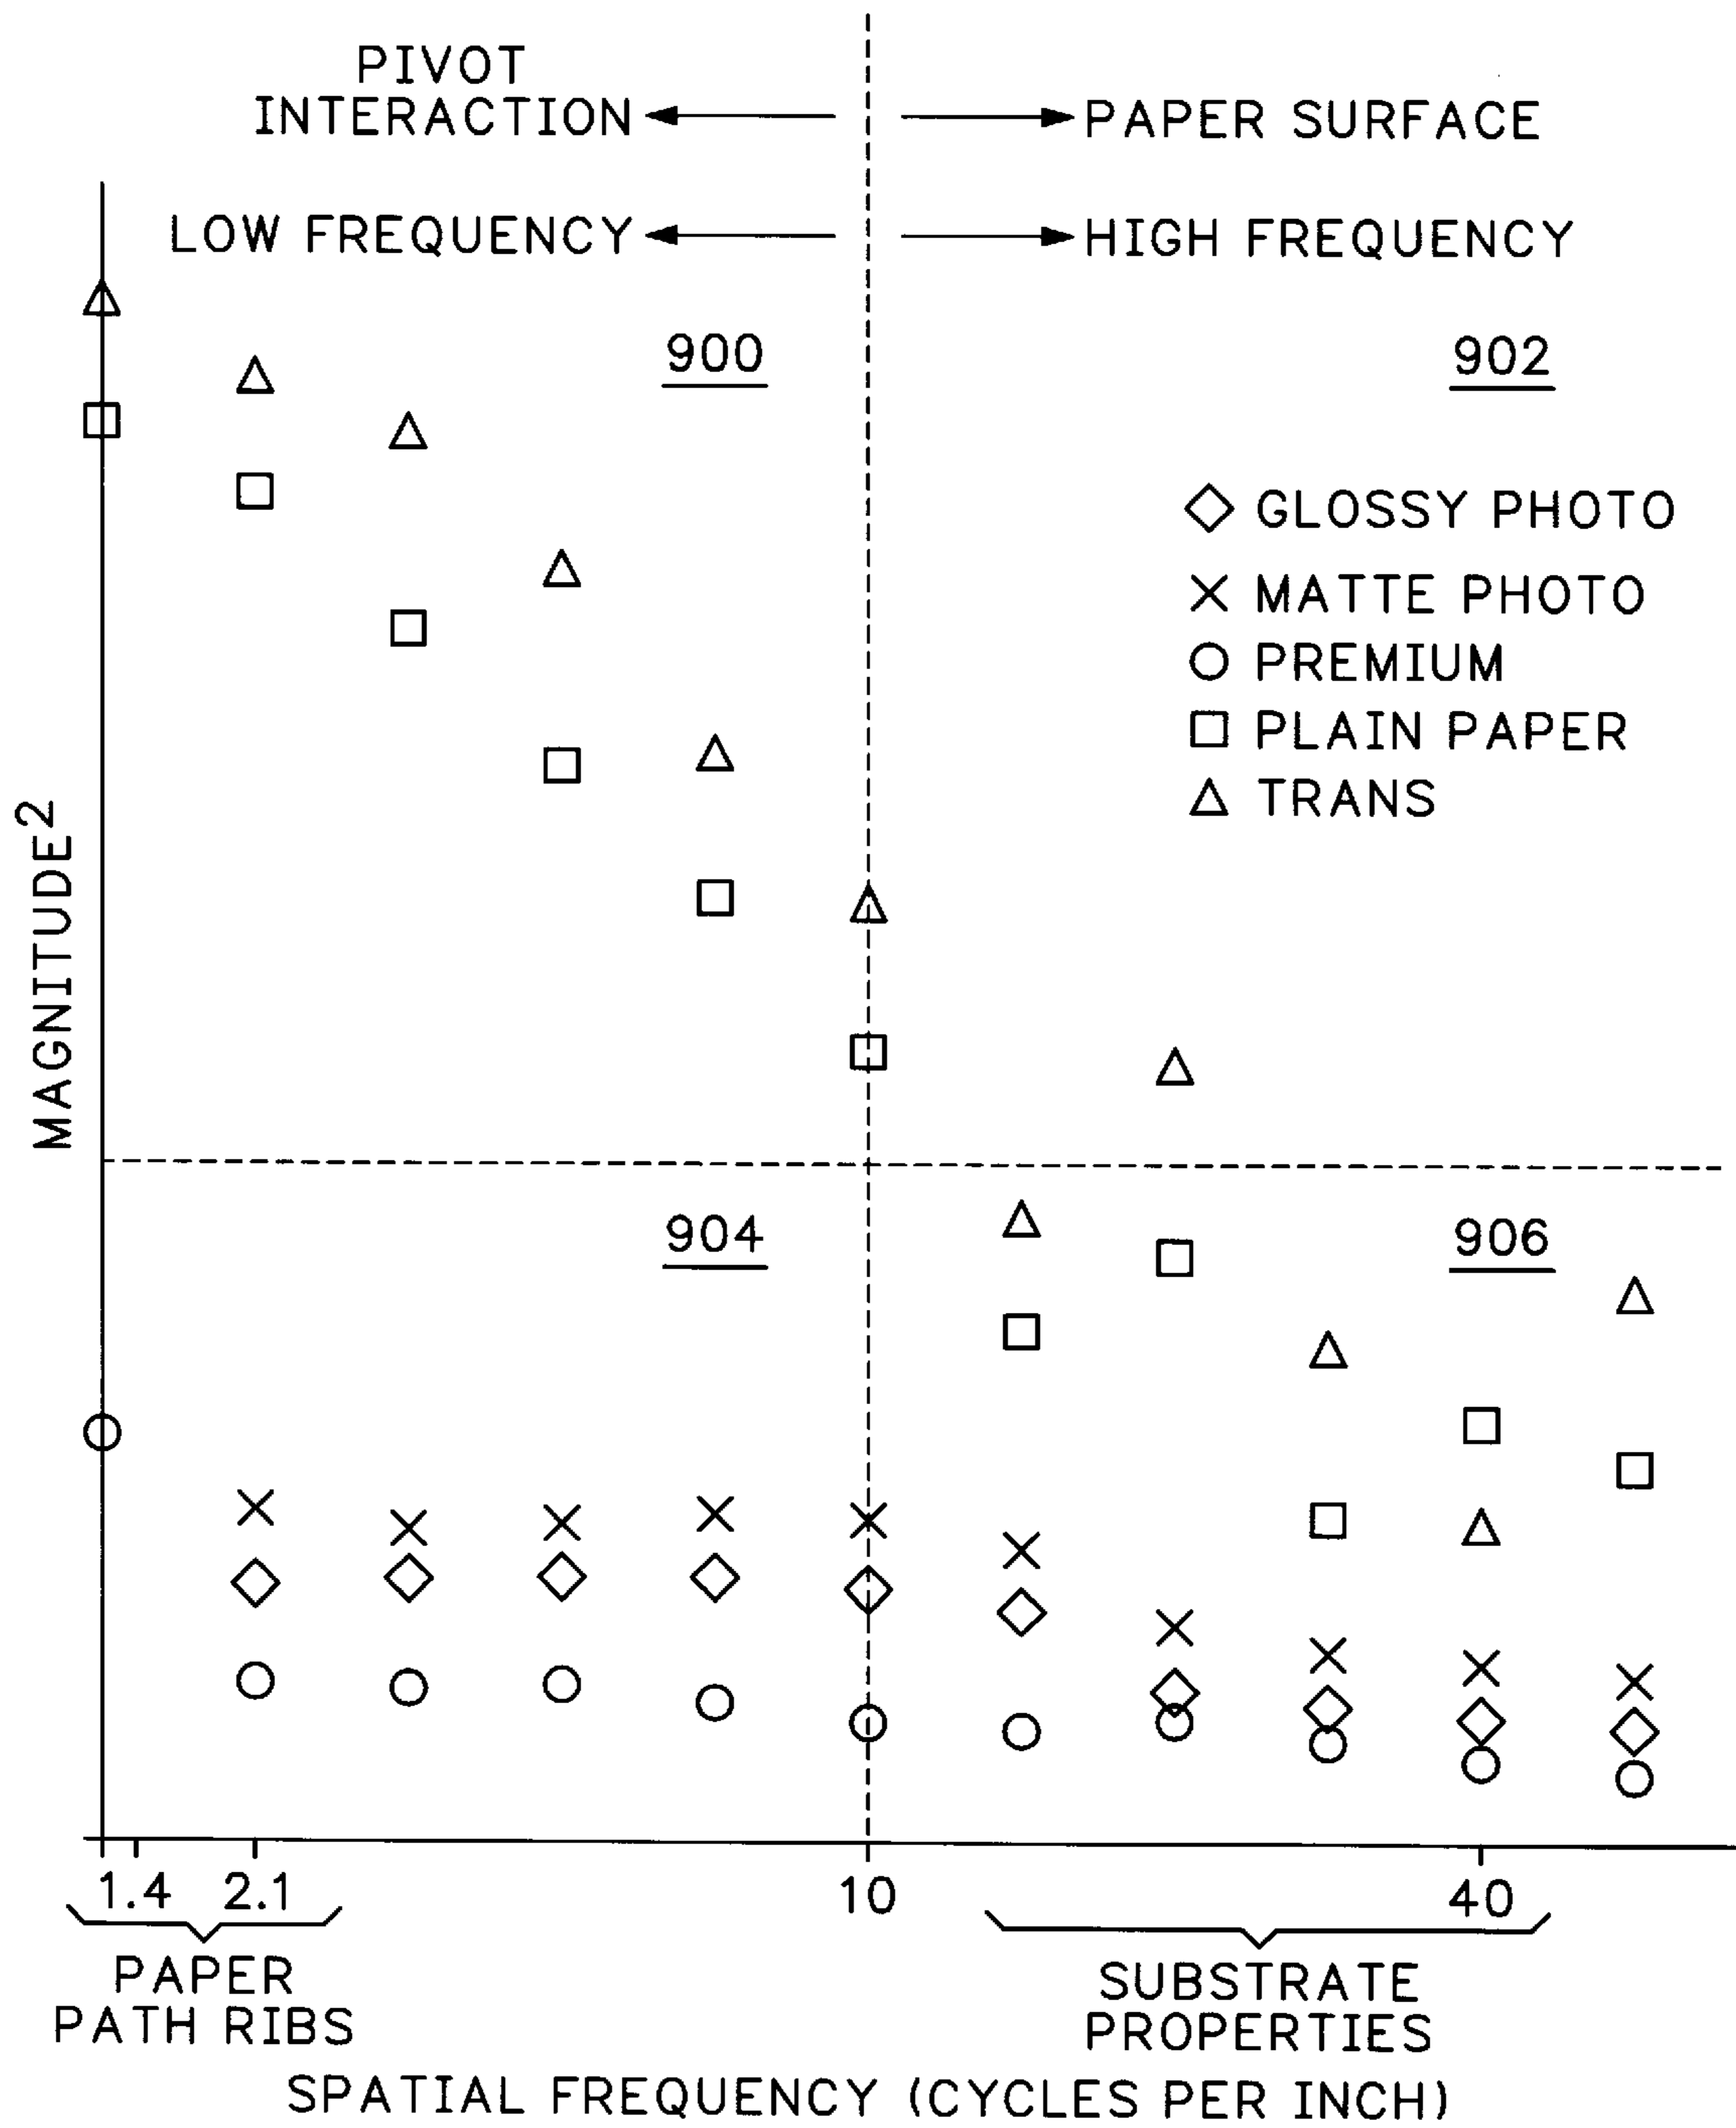 PIVOT
INTERACTION
PAPER SURFACE
LOW FREQUENCY
HIGH FREQUENCY
900
902
GLOSSY PHOTO
MATTE PHOTO
PREMIUM
PLAIN PAPER
TRANS
MAGNITUDE2
904
906
1.4
2.1
10
40
PAPER
PATH RIBS
SUBSTRATE
PROPERTIES
SPATIAL FREQUENCY (CYCLES PER INCH)